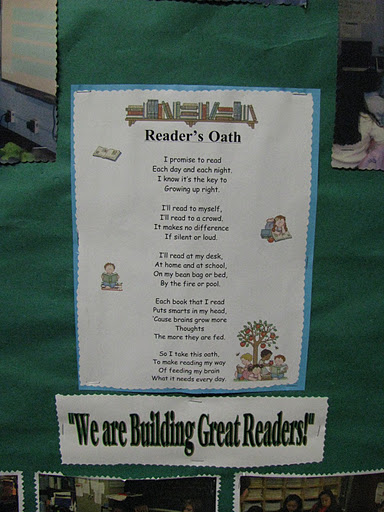 Reader's Oath
I promise to read
Each day and each night.
I know it's the key to
Growing up right.
I'll read to myself,
I'll read to a crowd.
It makes no difference
If silent or loud.
I'll read at my desk,
At home and at school,
On my bean bag or bed,
By the fire or pool.
Each book that I read
Puts smarts in my head,
'Cause brains grow more
Thoughts
The more they are fed.
So I take this oath,
To make reading my way
Of feeding my brain
What it needs every day.
"We are Building Great Readers!"